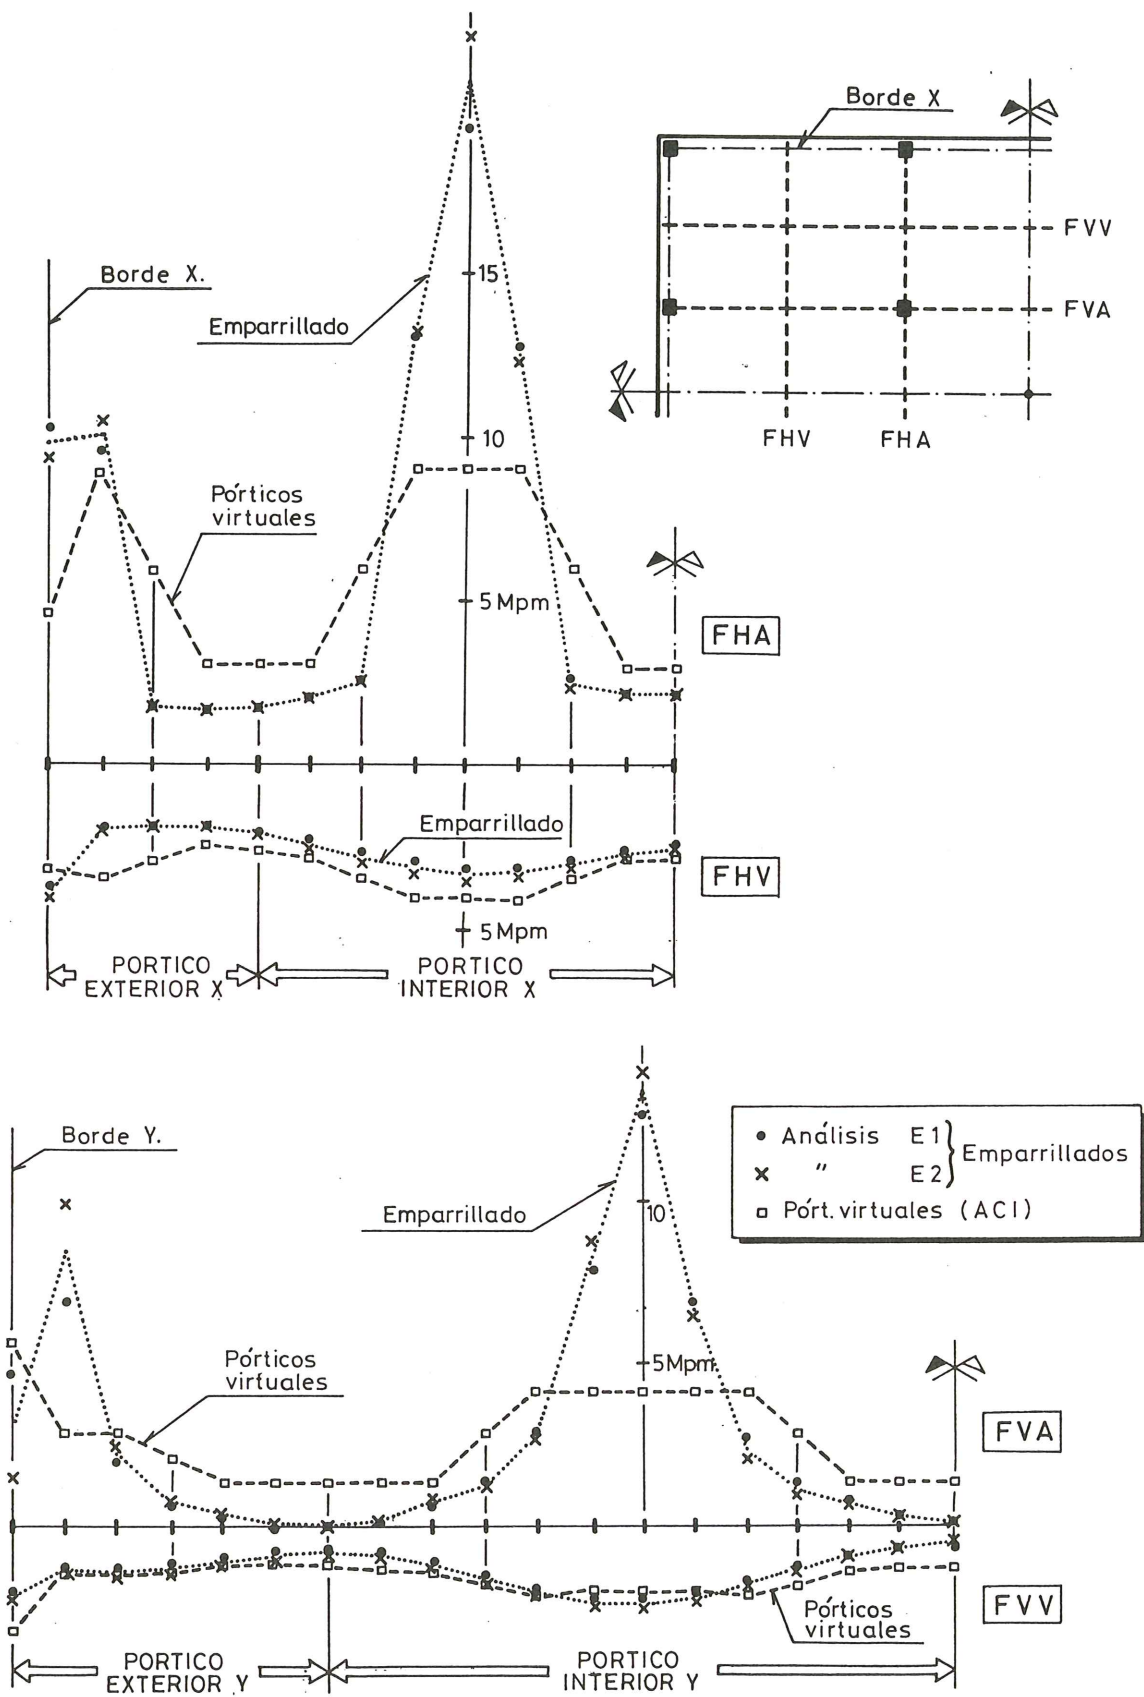 Borde X
FVV
FVA
FHV
FHA
Borde X.
Emparrillado
15
10
Pórticos
virtuales
5 Mpm
FHA
Emparrillado
FHV
5 Mpm
PORTICO
EXTERIOR X
PORTICO
INTERIOR X
Borde Y.
• Análisis E1
x " E2
Emparrillados
□ Pórt. virtuales (ACI)
Emparrillado
10
5 Mpm
Pórticos
virtuales
FVA
FVV
Pórticos
virtuales
PORTICO
EXTERIOR Y
PORTICO
INTERIOR Y